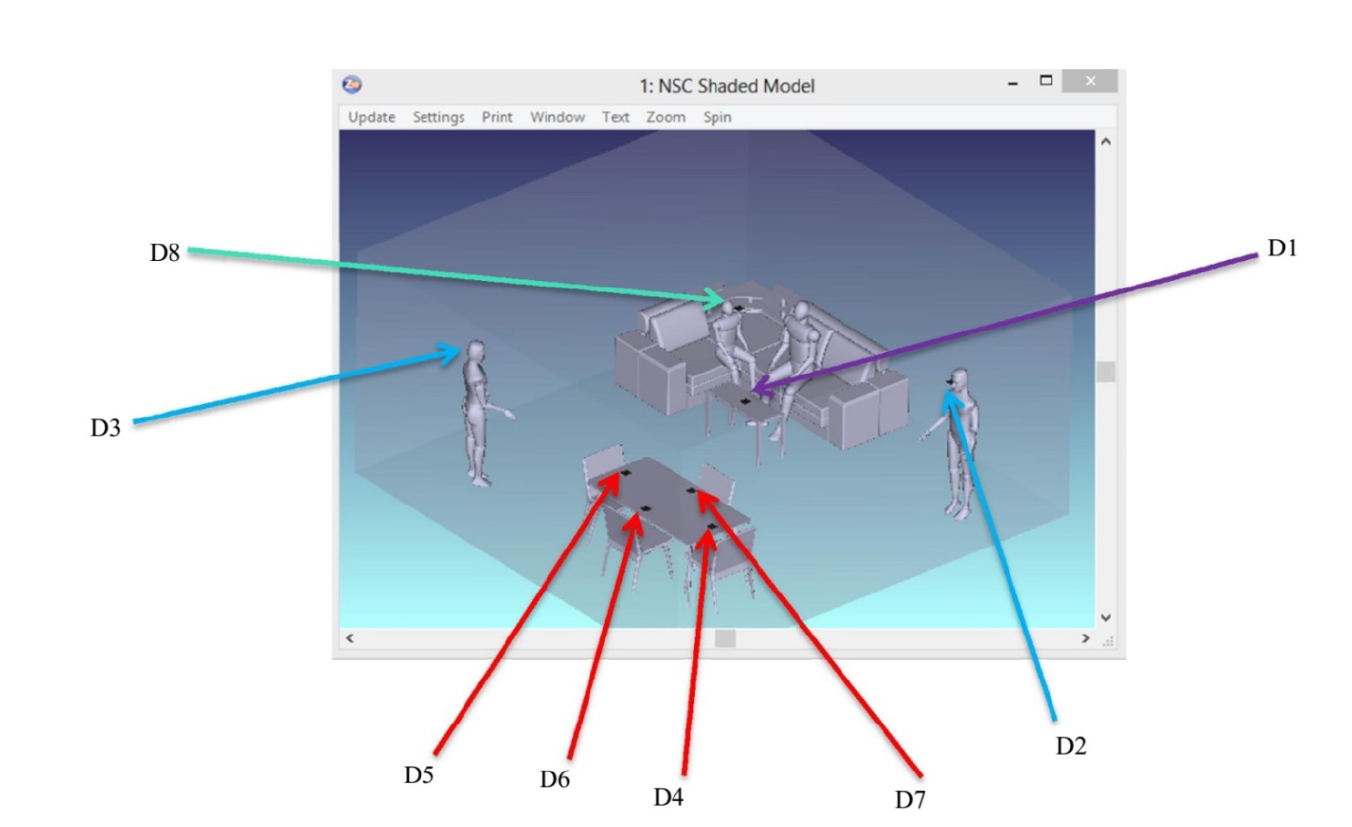 1: NSC Shaded Model
Update Settings Print Window Text Zoom Spin
D8
D1
D3
D2
D5
D6
D4
D7